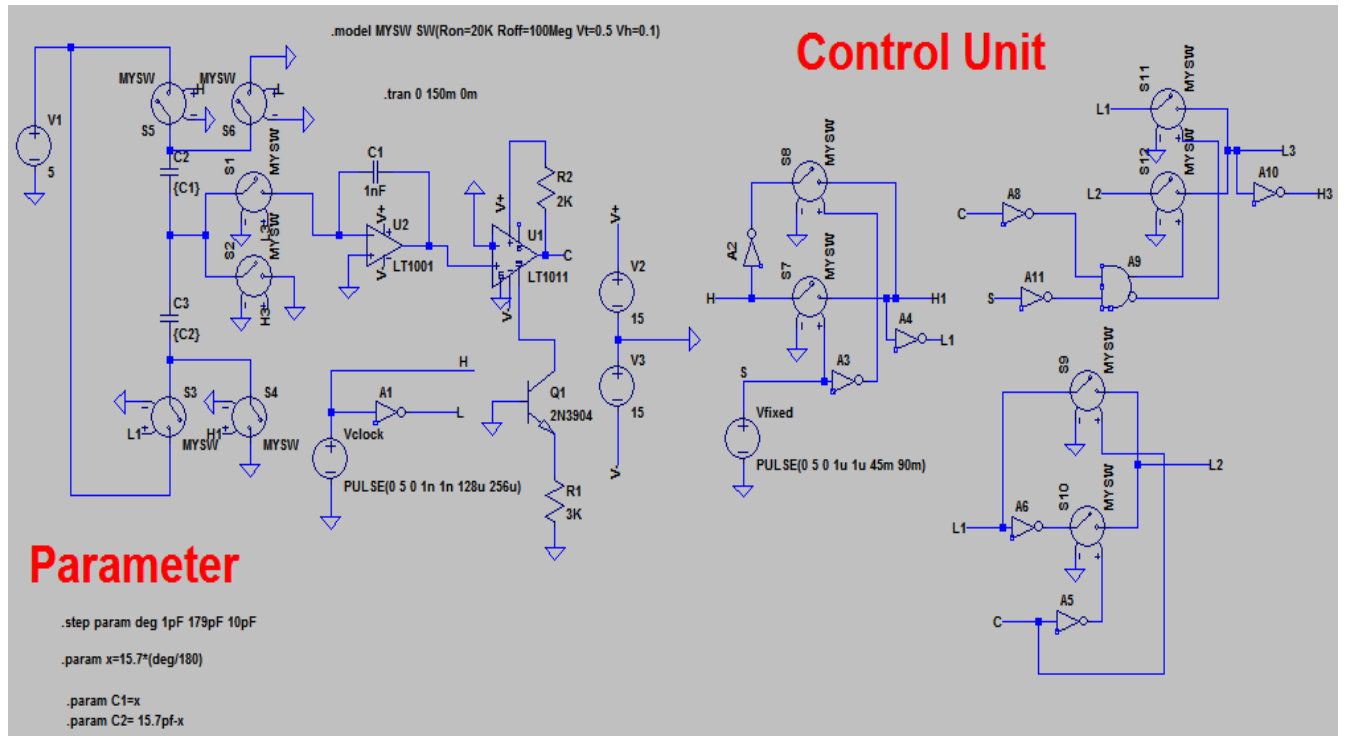 .model MYSW SW(Ron=20K Roff=100Meg Vt=0.5 Vh=0.1)
Control Unit
.tran 0 150m 0m
MYSW
MYSW
H
L
S5
S6
V1
5
C2
{C1}
S1
MYSW
L3
S2
MYSW
H3
C1
1nF
V+
U2
V-
LT1001
V+
R2
2K
U1
C
LT1011
V-
C3
{C2}
S3
L1
MYSW
S4
H1
MYSW
H
A1
L
Vclock
PULSE(0 5 0 1n 1n 128u 256u)
Q1
2N3904
R1
3K
V+
V2
15
V3
15
V-
S8
MYSW
A2
S7
MYSW
H
H1
A4
L1
S
A3
Vfixed
PULSE(0 5 0 1u 1u 45m 90m)
S11
MYSW
L1
S12
MYSW
L3
L2
A10
H3
A8
C
A9
A11
S
S9
MYSW
L2
S10
MYSW
L1
A6
A5
C
Parameter
.step param deg 1pF 179pF 10pF
.param x=15.7*(deg/180)
.param C1=x
.param C2= 15.7pf-x